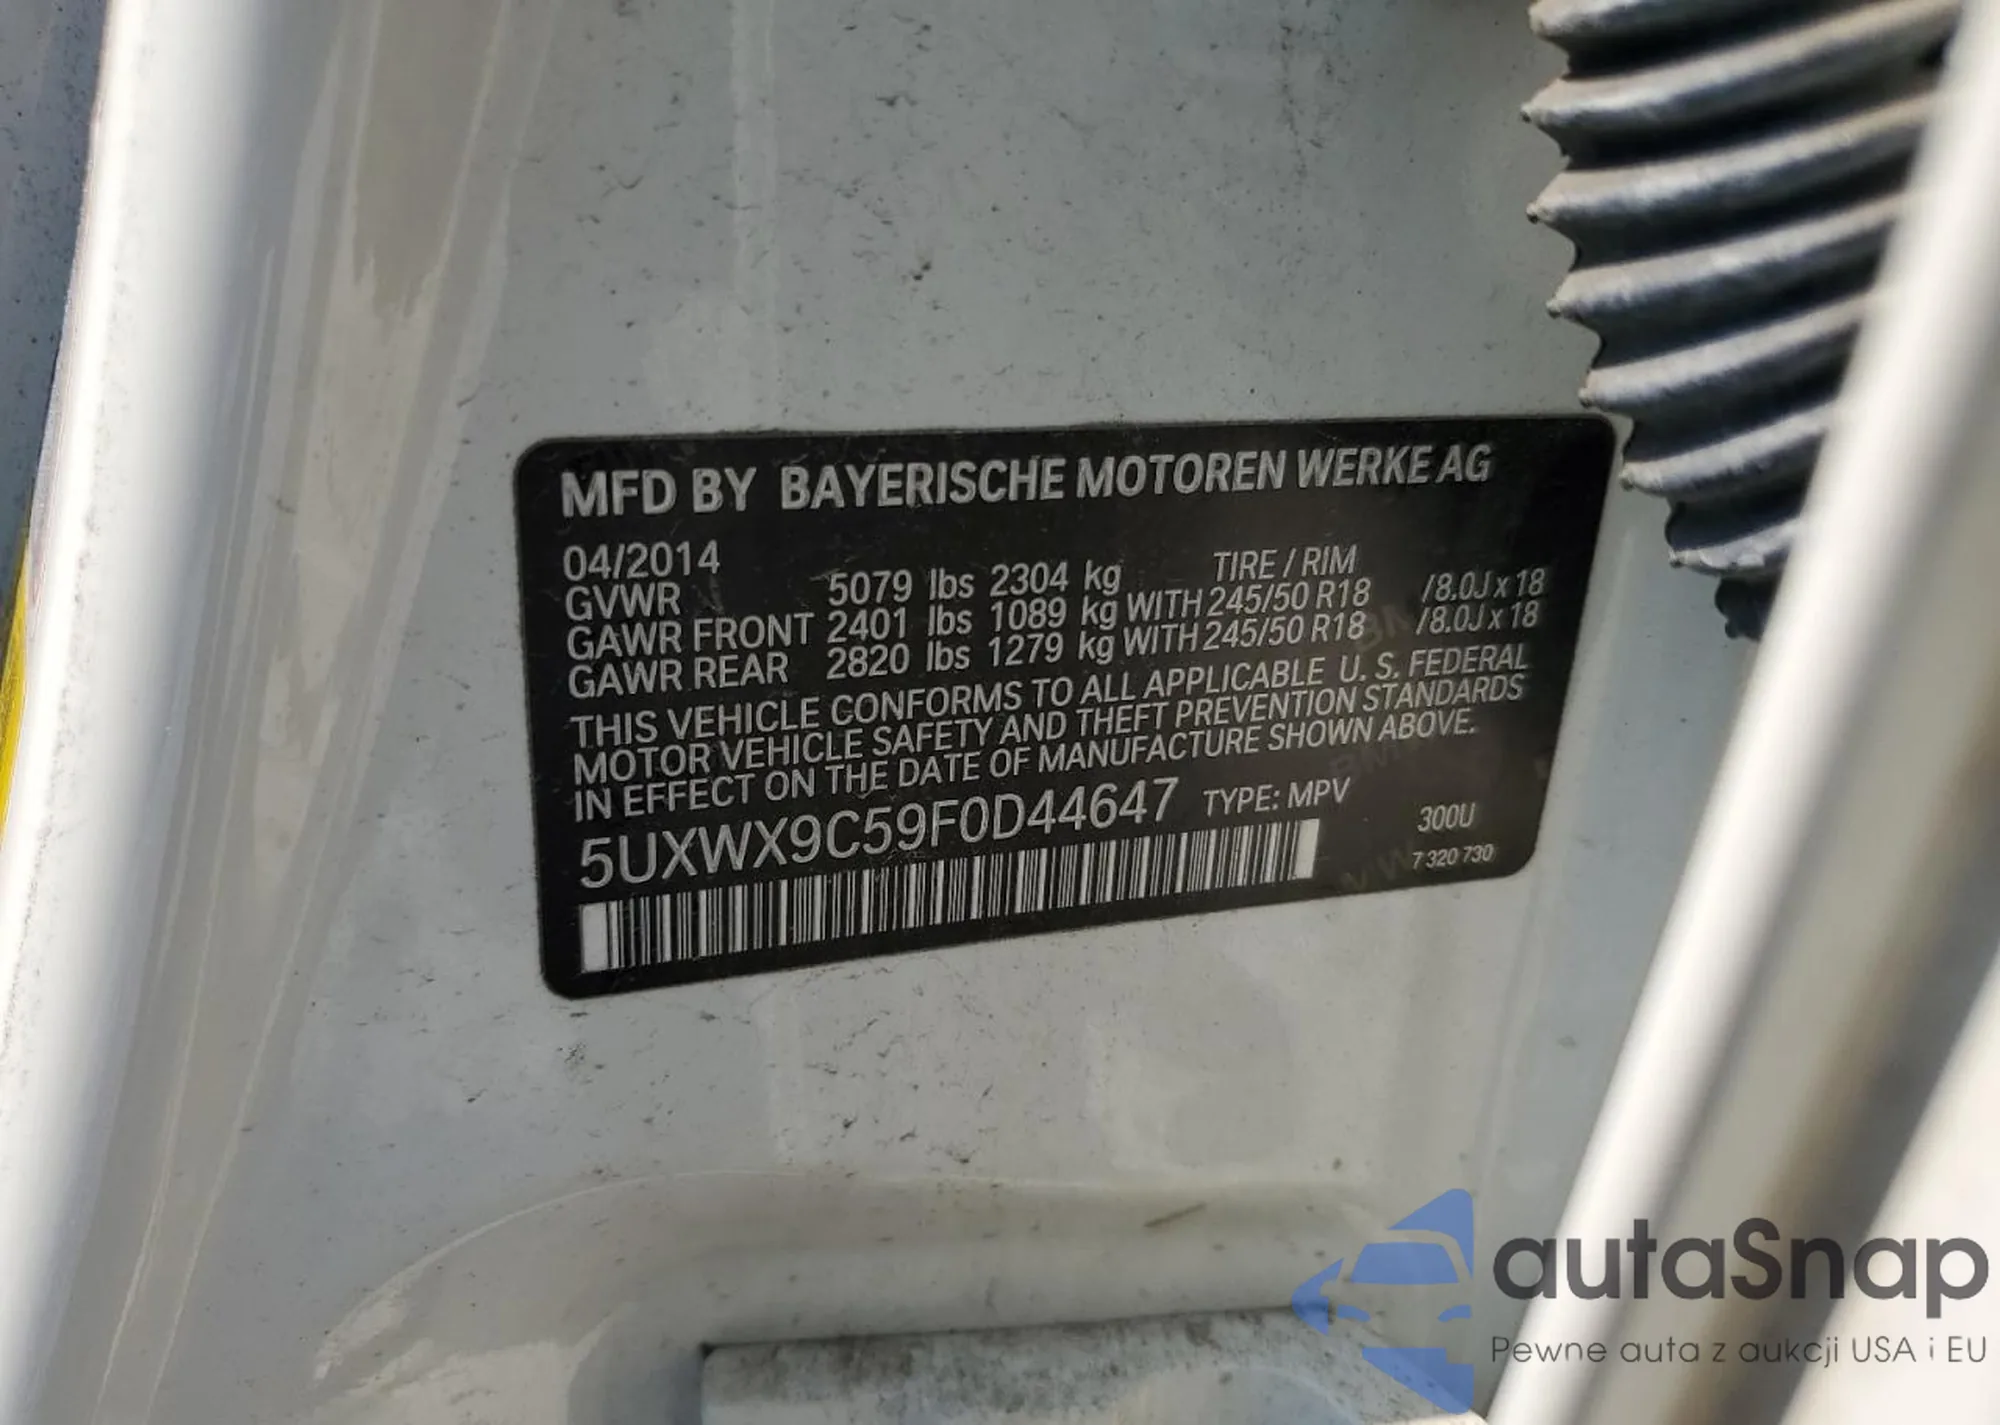 MFD BY BAYERISCHE MOTOREN WERKE AG
04/2014 TIRE / RIM
GVWR 5079 lbs 2304 kg
GAWR FRONT 2401 lbs 1089 kg WITH 245/50 R18 /8.0J x 18
GAWR REAR 2820 lbs 1279 kg WITH 245/50 R18 /8.0J x 18
THIS VEHICLE CONFORMS TO ALL APPLICABLE U. S. FEDERAL
MOTOR VEHICLE SAFETY AND THEFT PREVENTION STANDARDS
IN EFFECT ON THE DATE OF MANUFACTURE SHOWN ABOVE.
5UXWX9C59F0D44647 TYPE: MPV
300U
7 320 730
autaSnap
Pewne auta z aukcji USA i EU